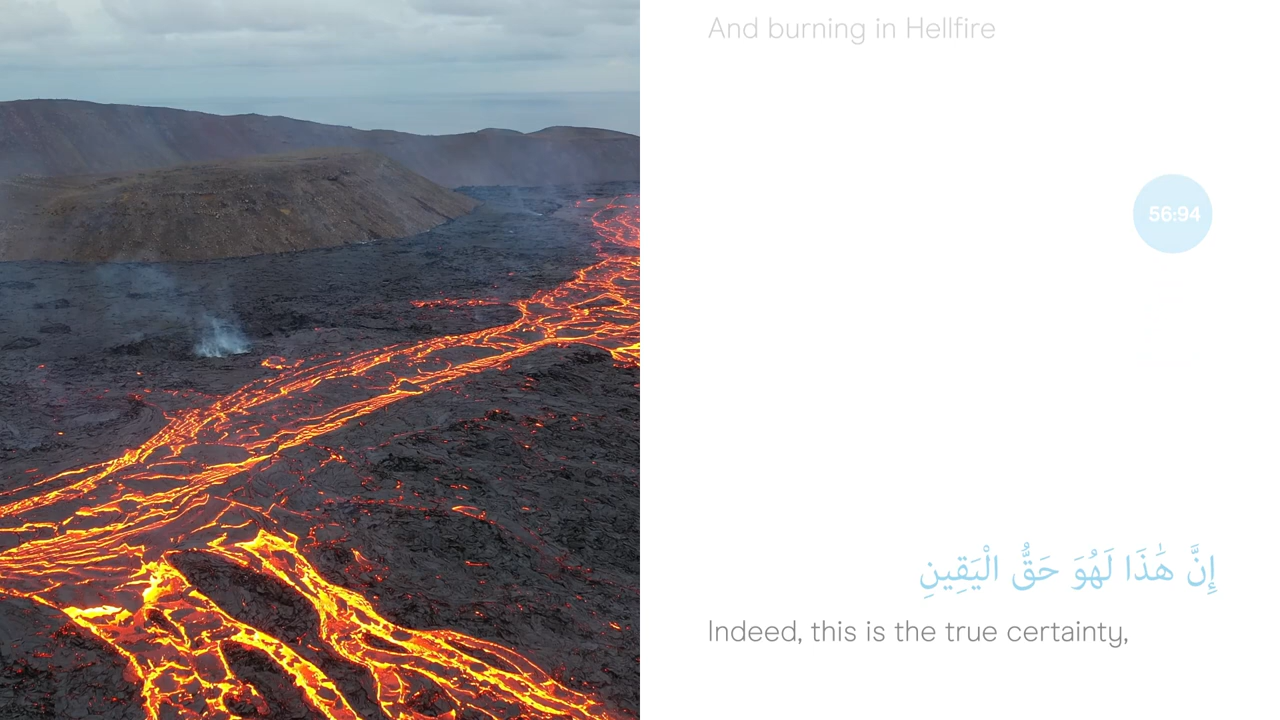 And burning in Hellfire
56:94
إِنَّ هَٰذَا لَهُوَ حَقُّ الْيَقِينِ
Indeed, this is the true certainty,